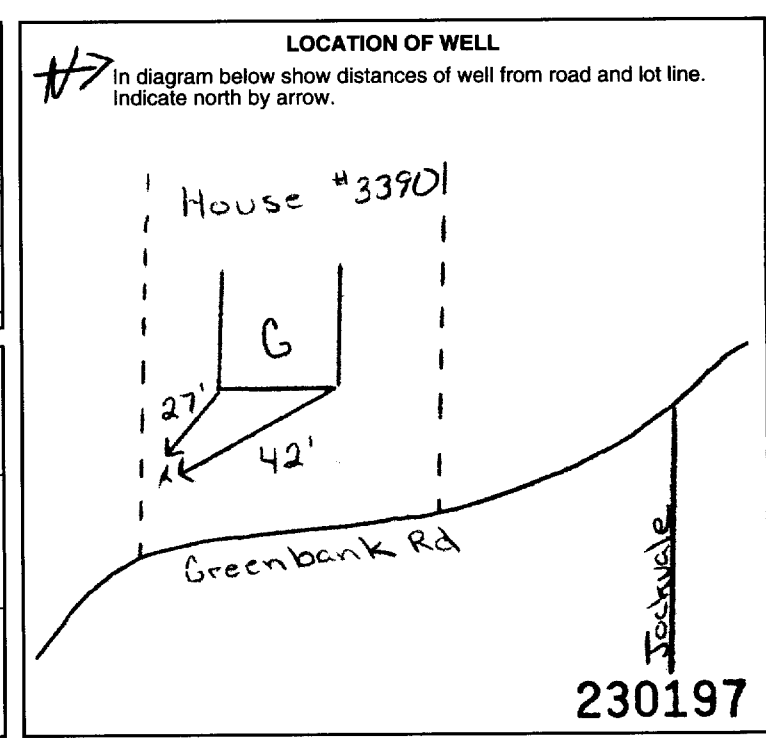 LOCATION OF WELL
N
In diagram below show distances of well from road and lot line.
Indicate north by arrow.
House #3390
G
27'
42'
Greenbank Rd
Jockvale
230197